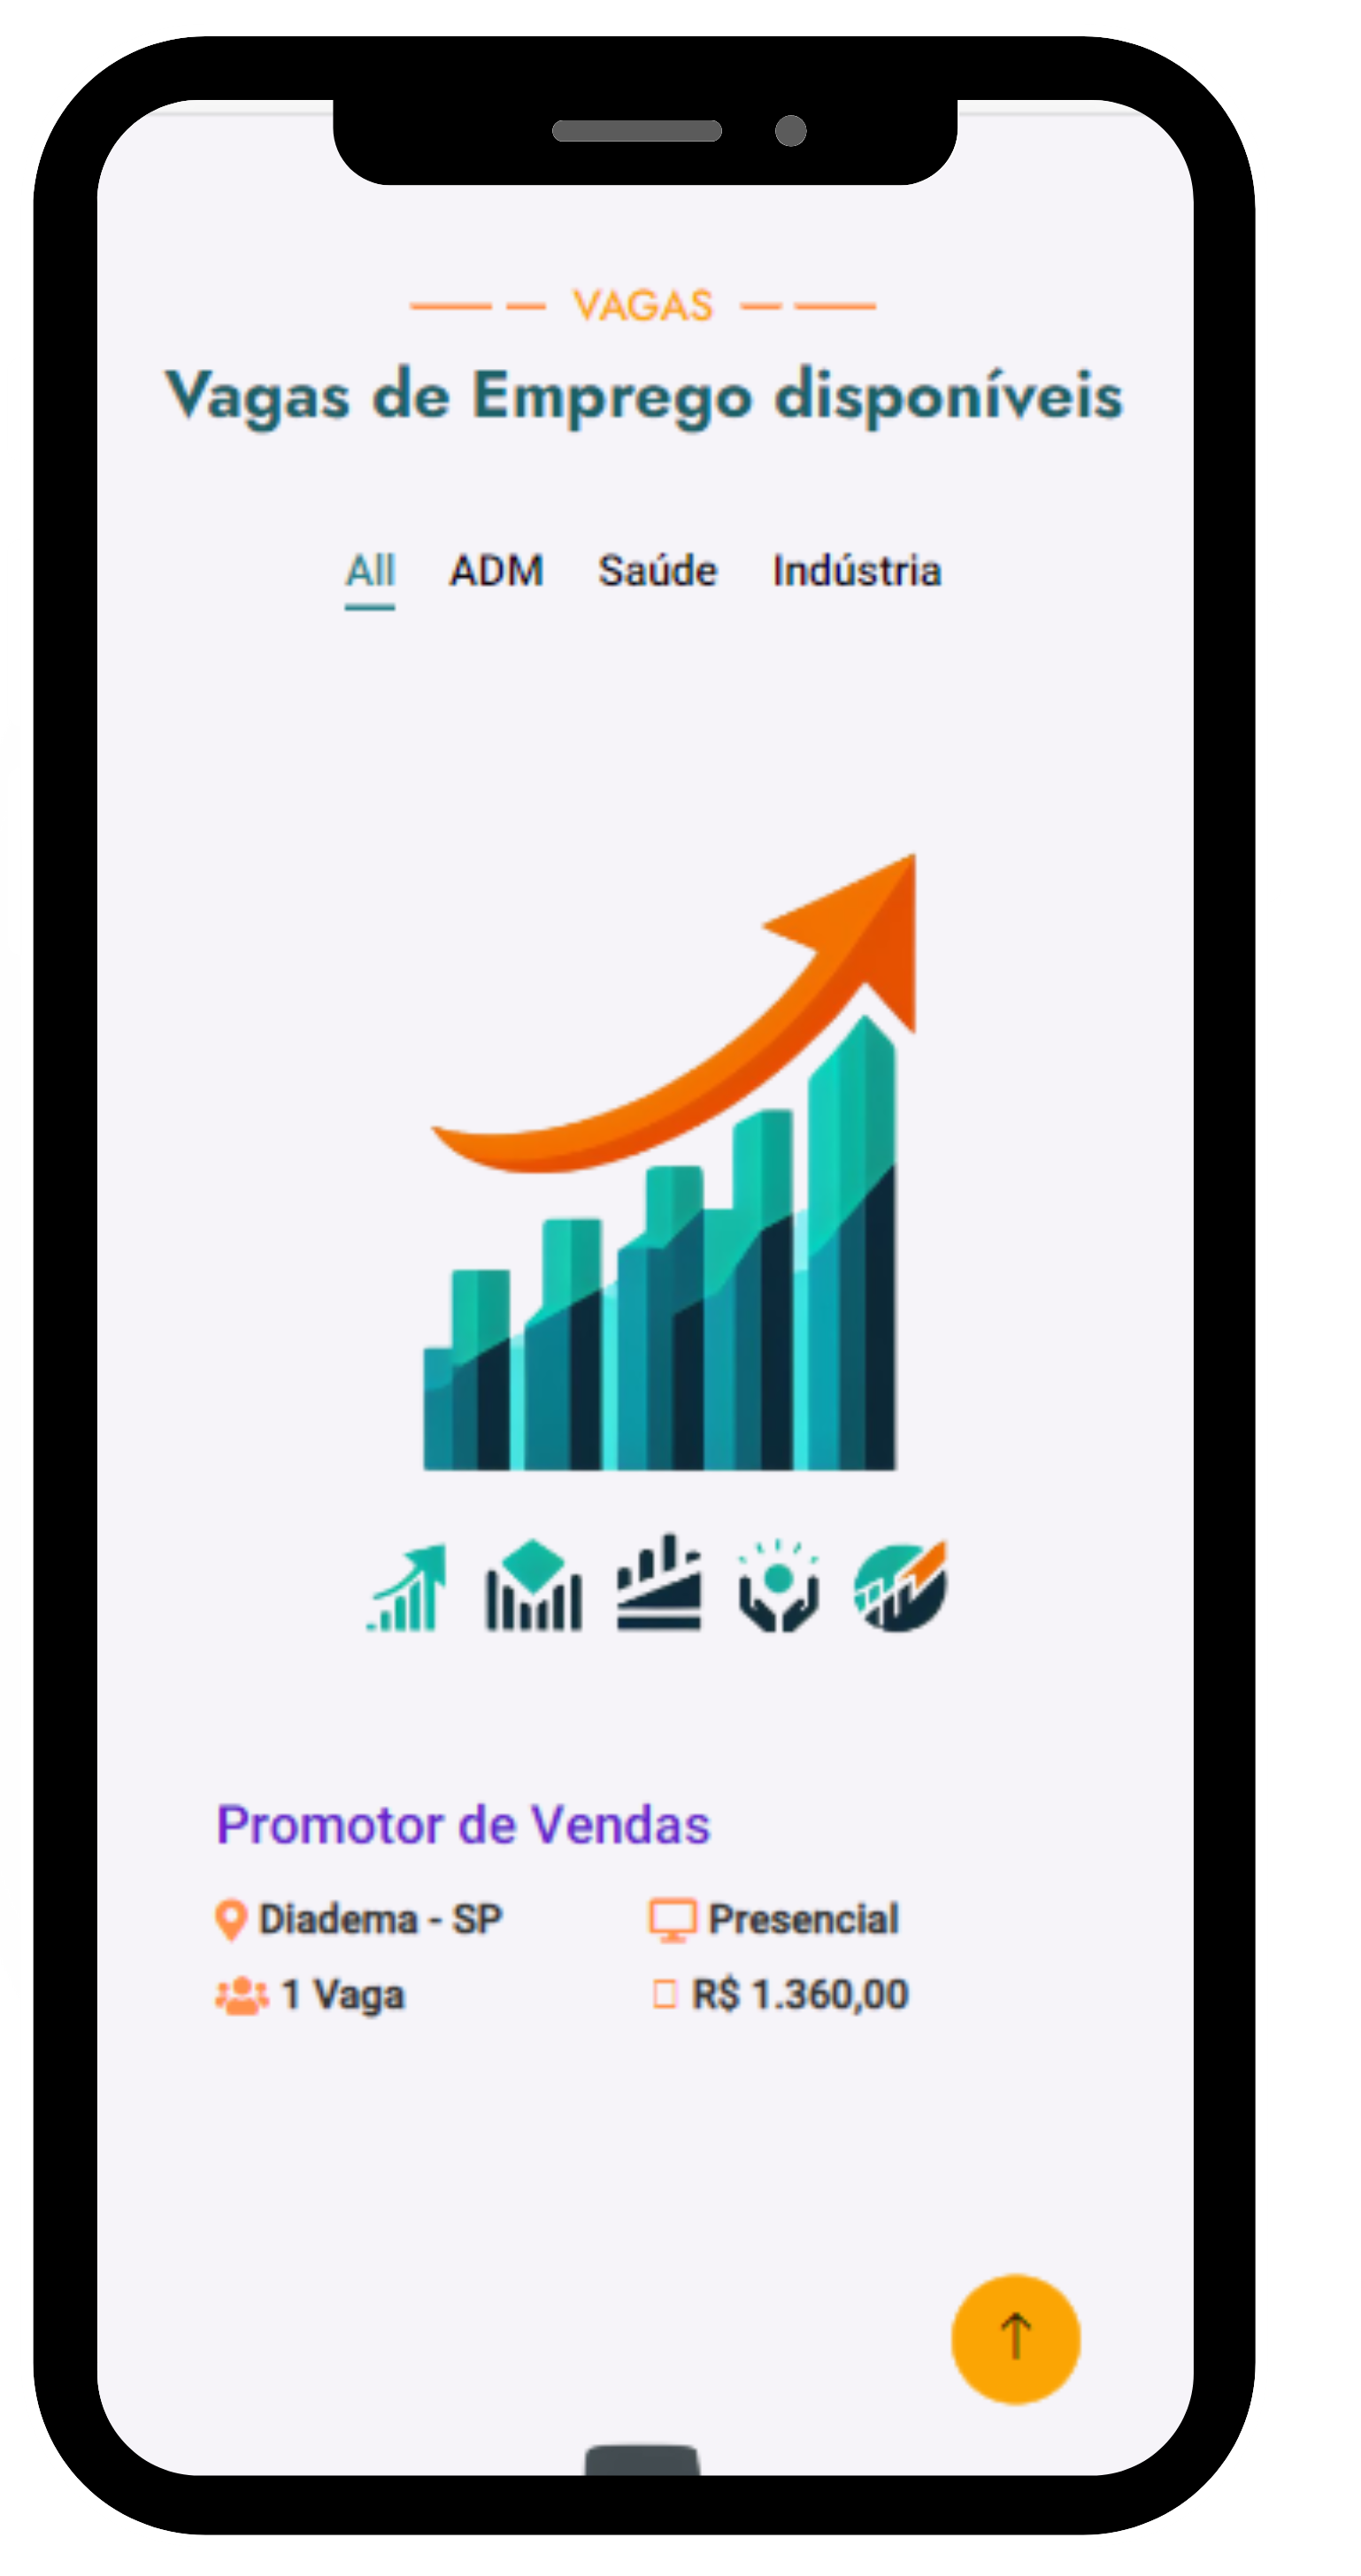 VAGAS
Vagas de Emprego disponíveis
All ADM Saúde Indústria
Promotor de Vendas
Diadema - SP Presencial
1 Vaga R$ 1.360,00